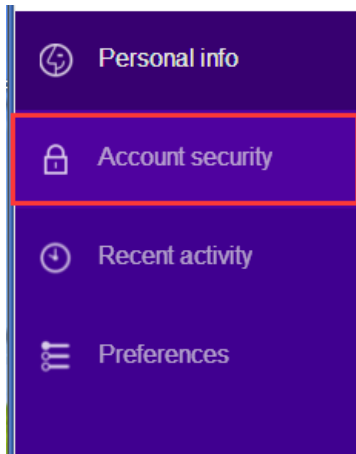 Personal info
Account security
Recent activity
Preferences